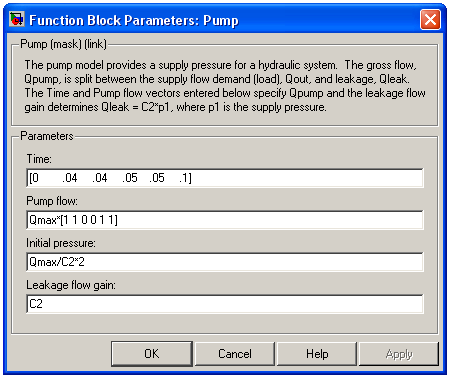 Function Block Parameters: Pump
Pump (mask) (link)
The pump model provides a supply pressure for a hydraulic system.  The gross flow,
Qpump, is split between the supply flow demand (load), Qout, and leakage, Qleak.
The Time and Pump flow vectors entered below specify Qpump and the leakage flow
gain determines Qleak = C2*p1, where p1 is the supply pressure.
Parameters
Time:
[0 .04 .04 .05 .05 .1]
Pump flow:
Qmax*[1 1 0 0 1 1]
Initial pressure:
Qmax/C2*2
Leakage flow gain:
C2
OK Cancel Help Apply